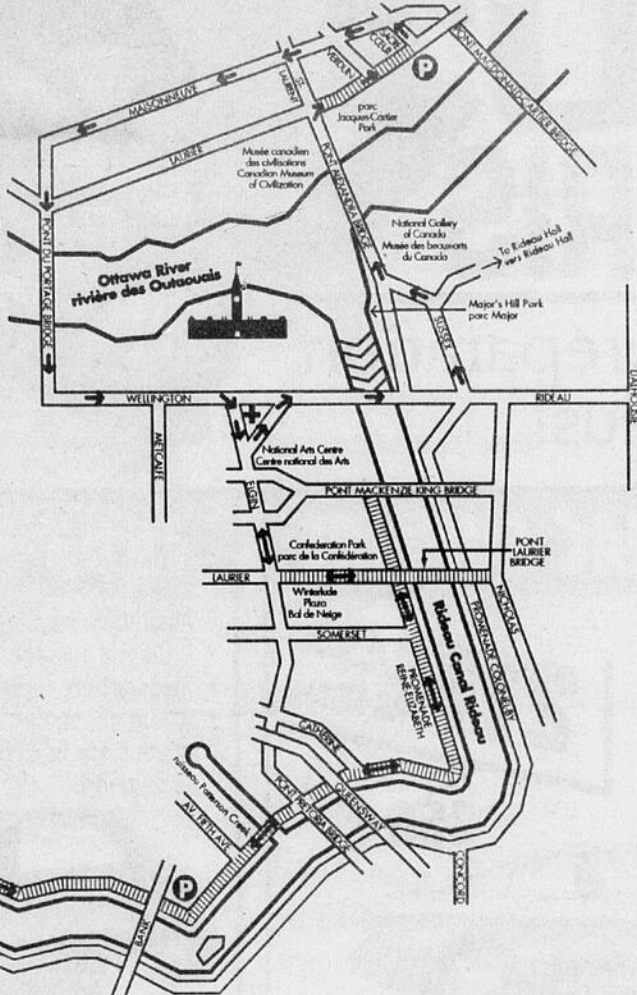 SACRÉ
CŒUR
VERDUN
P
PONT MACDONALD-CARTIER BRIDGE
ST.
LAURENT
MAISONNEUVE
parc
Jacques-Cartier
Park
LAURIER
Musée canadien
des civilisations
Canadian Museum
of Civilization
PONT ALEXANDRA BRIDGE
National Gallery
of Canada
Musée des beaux-arts
du Canada
To Rideau Hall
vers Rideau Hall
PONT DU PORTAGE BRIDGE
Ottawa River
rivière des Outaouais
Major's Hill Park
parc Major
SUSSEX
DALHOUSIE
WELLINGTON
RIDEAU
METCALFE
National Arts Centre
Centre national des Arts
ELGIN
PONT MACKENZIE KING BRIDGE
Confederation Park
parc de la Confédération
PONT
LAURIER
BRIDGE
LAURIER
Winterlude
Plaza
Bal de Neige
NICHOLAS
PROMENADE COLONEL BY
Rideau Canal Rideau
SOMERSET
PROMENADE
REINE ELIZABETH
CATHERINE
ruisseau Patterson Creek
QUEENSWAY
PONT PRETORIA BRIDGE
AV. FIFTH AVE.
CONCORD
P
BANK